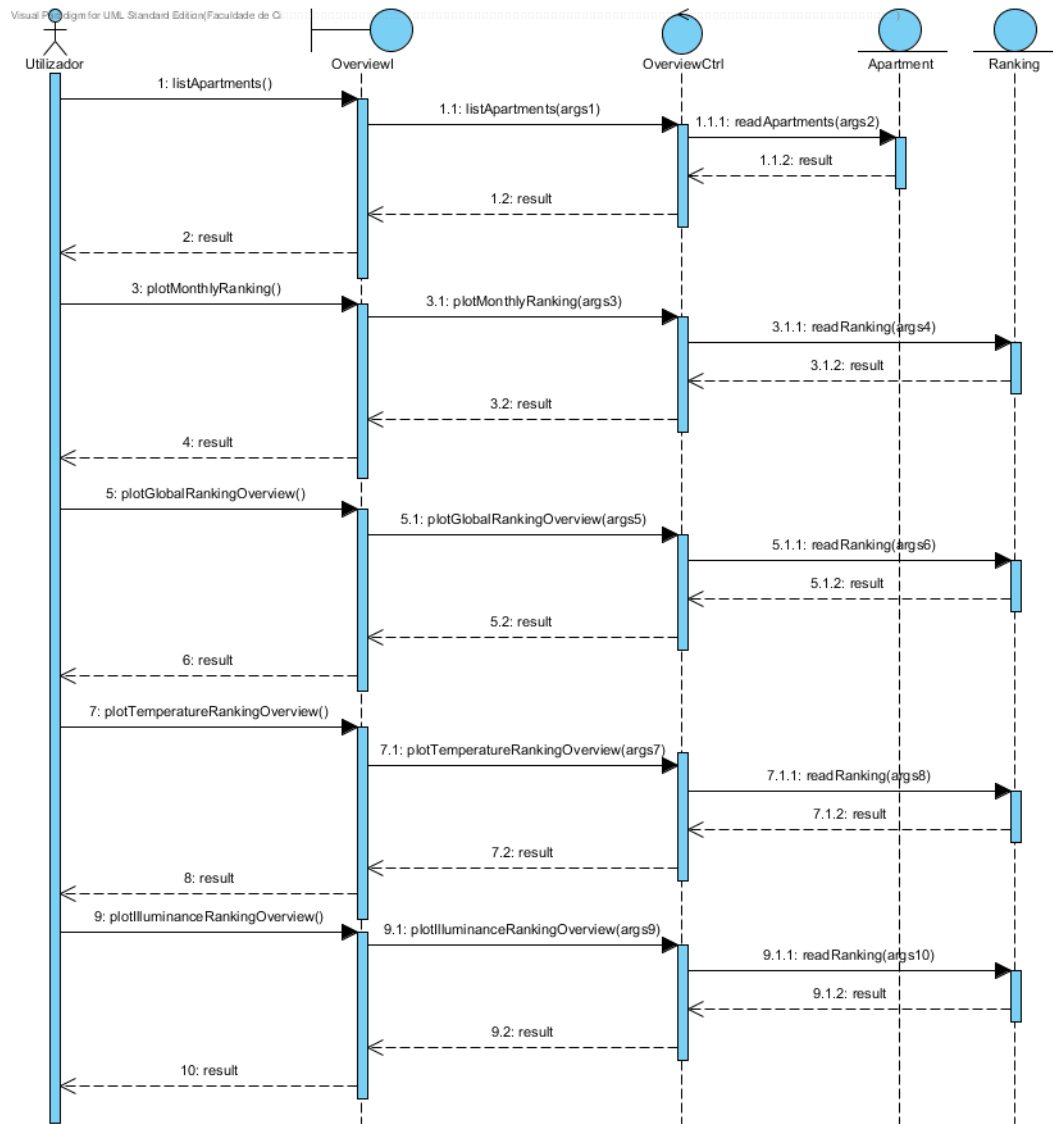 Visual Paradigm for UML Standard Edition(Faculdade de Ci
Utilizador
OverviewI
OverviewCtrl
Apartment
Ranking
1: listApartments()
1.1: listApartments(args1)
1.1.1: readApartments(args2)
1.1.2: result
1.2: result
2: result
3: plotMonthlyRanking()
3.1: plotMonthlyRanking(args3)
3.1.1: readRanking(args4)
3.1.2: result
3.2: result
4: result
5: plotGlobalRankingOverview()
5.1: plotGlobalRankingOverview(args5)
5.1.1: readRanking(args6)
5.1.2: result
5.2: result
6: result
7: plotTemperatureRankingOverview()
7.1: plotTemperatureRankingOverview(args7)
7.1.1: readRanking(args8)
7.1.2: result
7.2: result
8: result
9: plotIlluminanceRankingOverview()
9.1: plotIlluminanceRankingOverview(args9)
9.1.1: readRanking(args10)
9.1.2: result
9.2: result
10: result